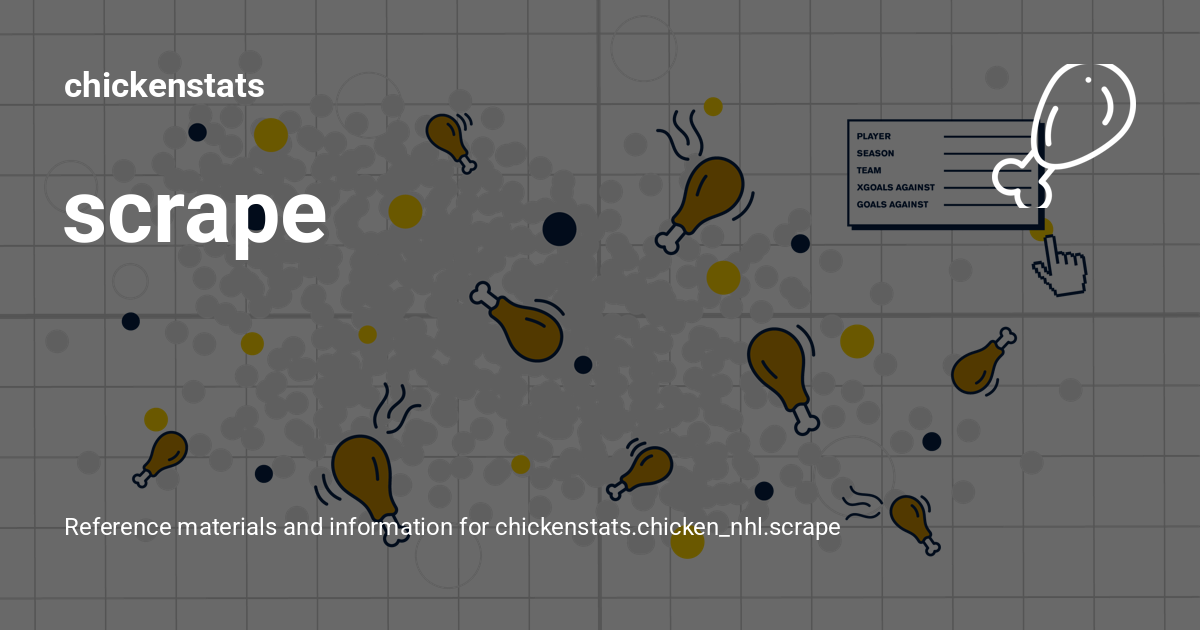 chickenstats
scrape
PLAYER
SEASON
TEAM
XGOALS AGAINST
GOALS AGAINST
Reference materials and information for chickenstats.chicken_nhl.scrape